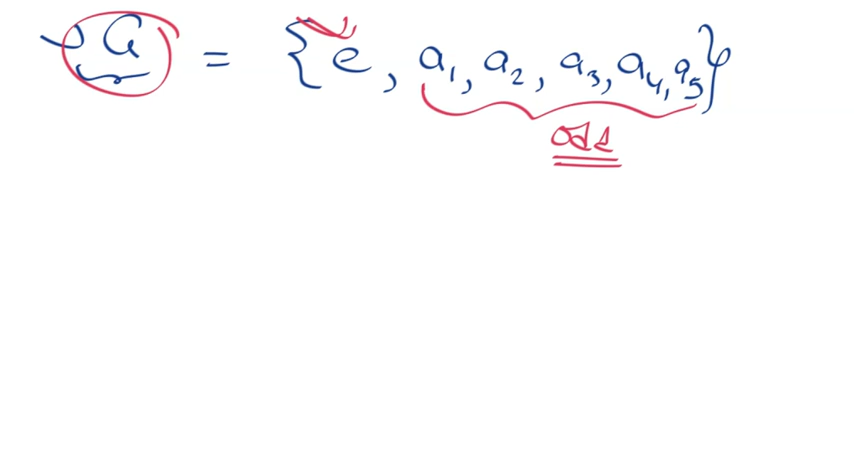 G = {e, a₁, a₂, a₃, a₄, a₅}
odd